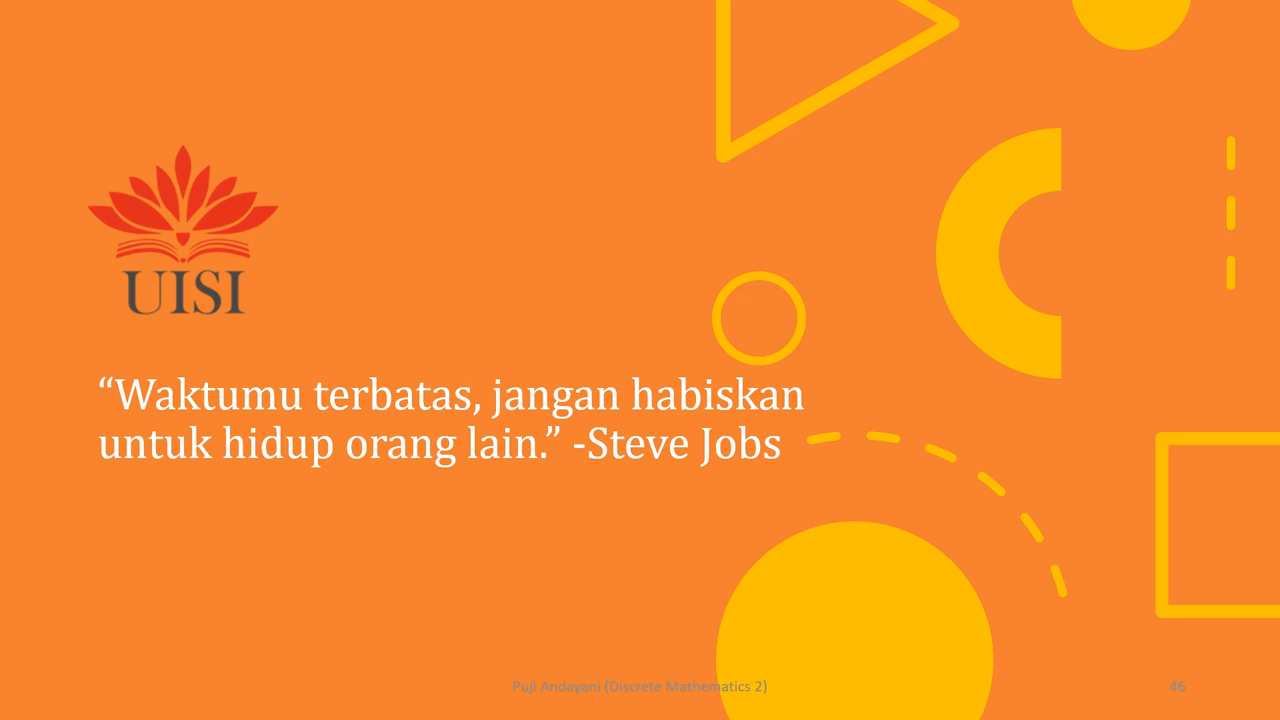 UISI
“Waktumu terbatas, jangan habiskan
untuk hidup orang lain.” -Steve Jobs
Puji Andayani (Discrete Mathematics 2)
46